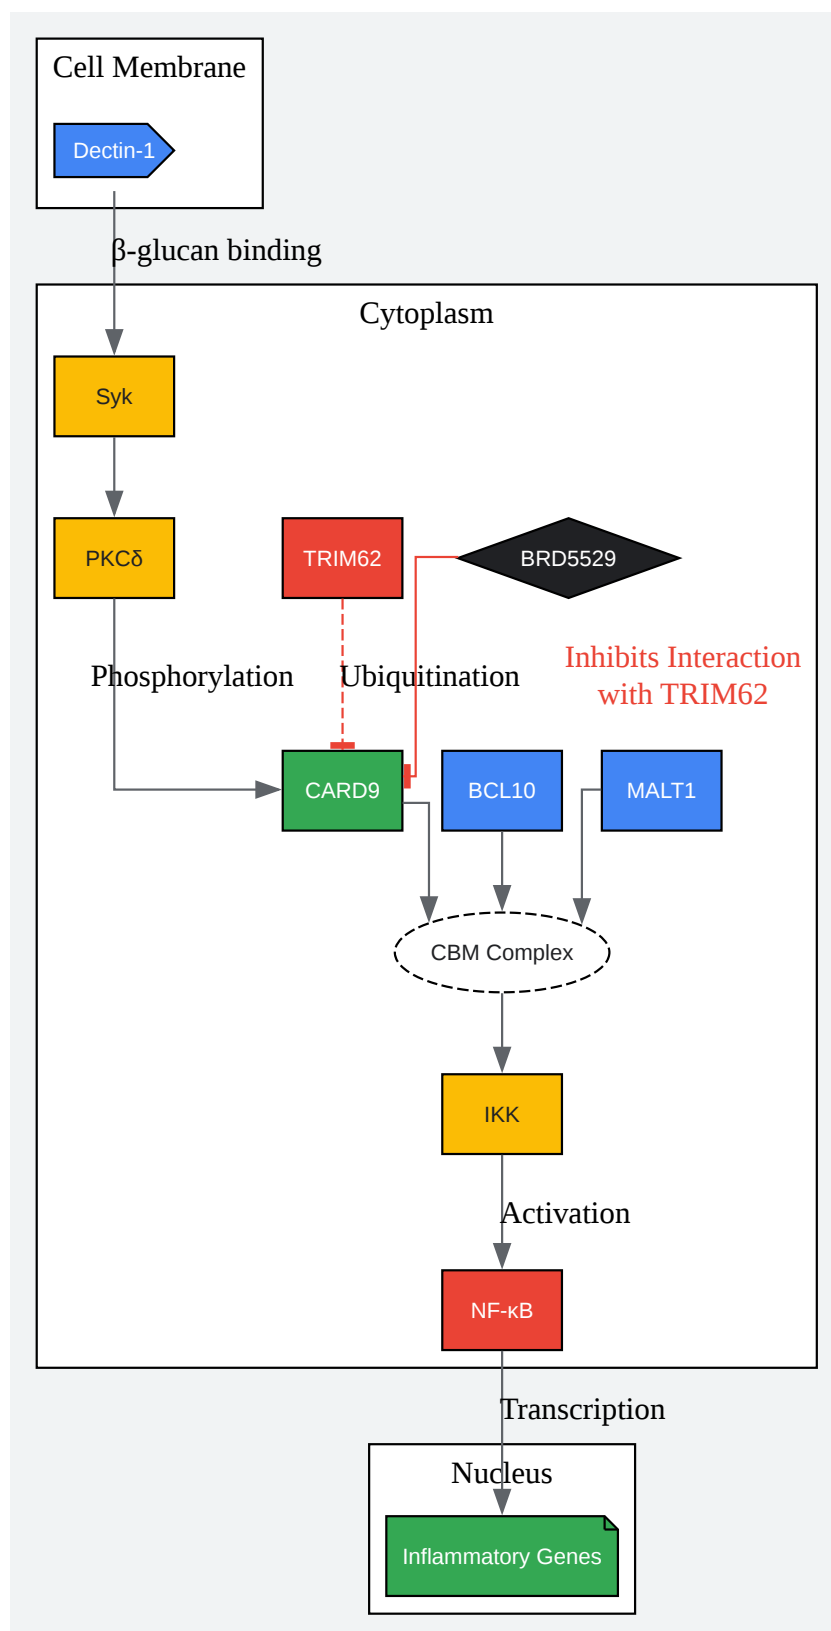 Cell Membrane
Dectin-1
β-glucan binding
Cytoplasm
Syk
PKCδ
TRIM62
BRD5529
Phosphorylation
Ubiquitination
Inhibits Interaction
with TRIM62
CARD9
BCL10
MALT1
CBM Complex
IKK
Activation
NF-κB
Transcription
Nucleus
Inflammatory Genes